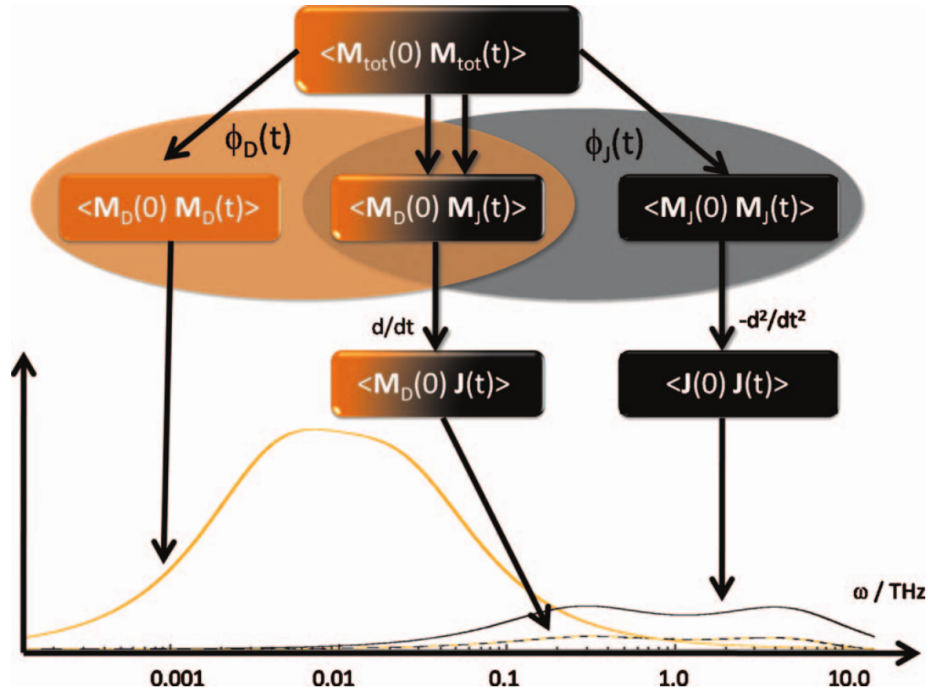 <M_tot(0) M_tot(t)>
ϕ_D(t)
ϕ_J(t)
<M_D(0) M_D(t)>
<M_D(0) M_J(t)>
<M_J(0) M_J(t)>
d/dt
-d²/dt²
<M_D(0) J(t)>
<J(0) J(t)>
ω / THz
0.001
0.01
0.1
1.0
10.0